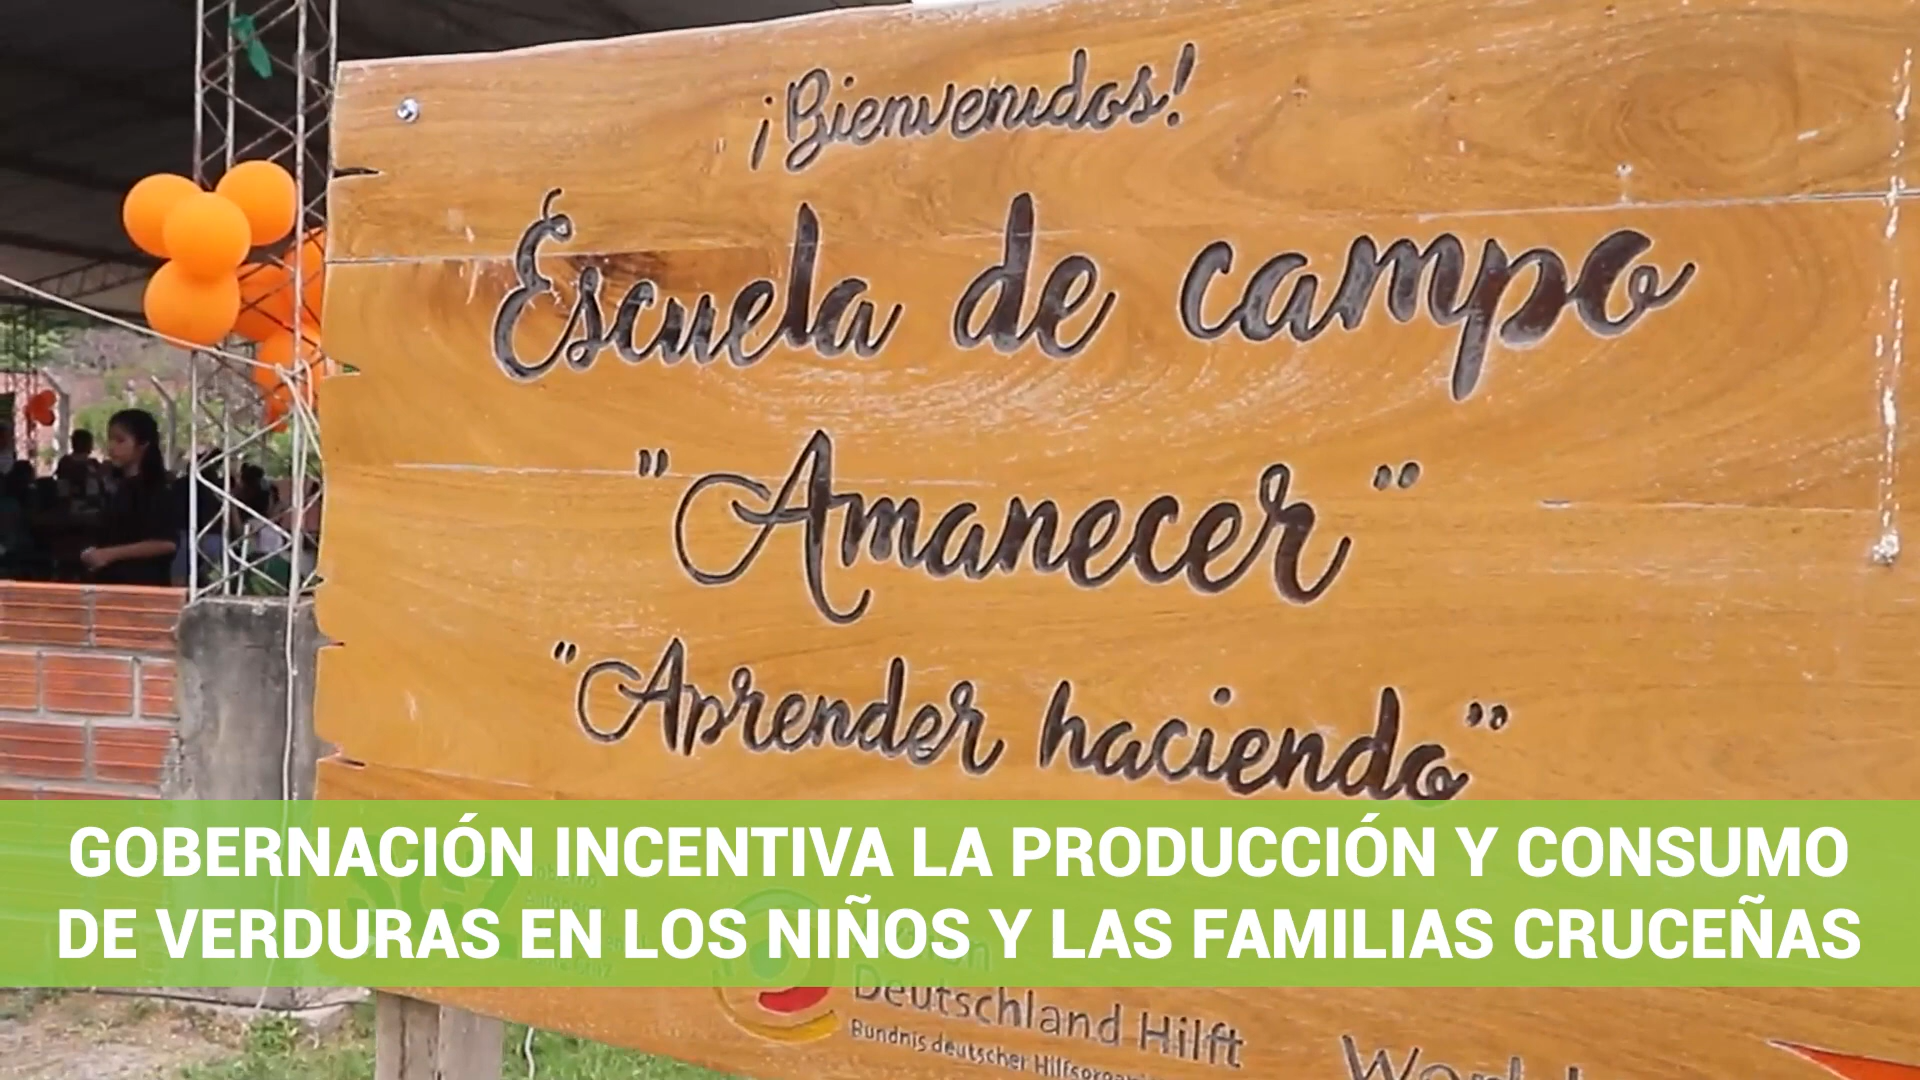 ¡Bienvenidos!
Escuela de campo
"Amanecer"
"Aprender haciendo"
GOBERNACIÓN INCENTIVA LA PRODUCCIÓN Y CONSUMO
DE VERDURAS EN LOS NIÑOS Y LAS FAMILIAS CRUCEÑAS
Deutschland Hilft
Bündnis deutscher